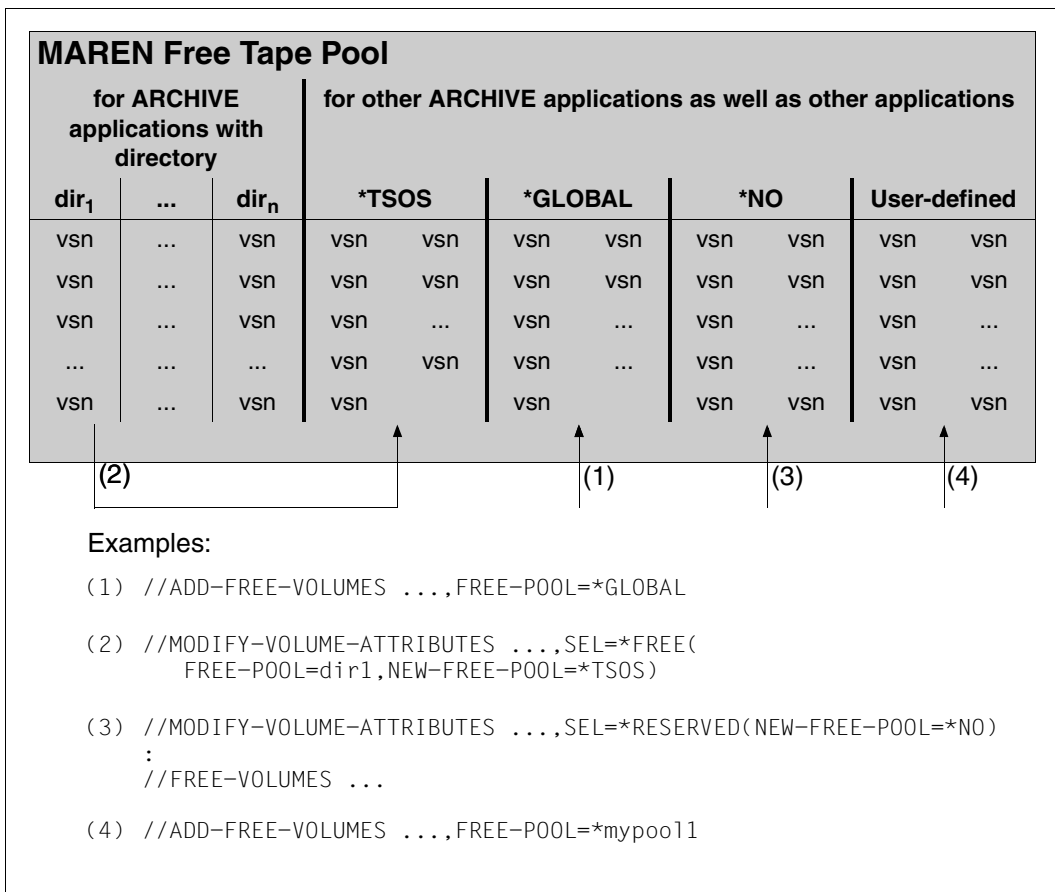 MAREN Free Tape Pool
for ARCHIVE applications with directory
for other ARCHIVE applications as well as other applications
dir1 ... dirn *TSOS *GLOBAL *NO User-defined
vsn ... vsn vsn vsn vsn vsn vsn vsn vsn vsn
vsn ... vsn vsn vsn vsn vsn vsn vsn vsn vsn
vsn ... vsn vsn ... vsn ... vsn ... vsn ...
... ... ... vsn vsn vsn ... vsn ... vsn ...
vsn ... vsn vsn vsn vsn vsn vsn vsn
(2) (1) (3) (4)
Examples:
(1) //ADD-FREE-VOLUMES ...,FREE-POOL=*GLOBAL
(2) //MODIFY-VOLUME-ATTRIBUTES ...,SEL=*FREE(
FREE-POOL=dir1,NEW-FREE-POOL=*TSOS)
(3) //MODIFY-VOLUME-ATTRIBUTES ...,SEL=*RESERVED(NEW-FREE-POOL=*NO)
:
//FREE-VOLUMES ...
(4) //ADD-FREE-VOLUMES ...,FREE-POOL=*mypool1